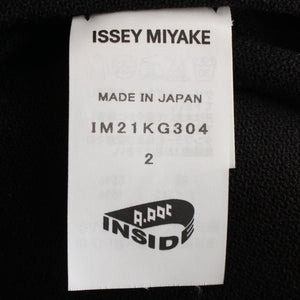 ISSEY MIYAKE
MADE IN JAPAN
IM21KG304
2
A-POC
INSIDE